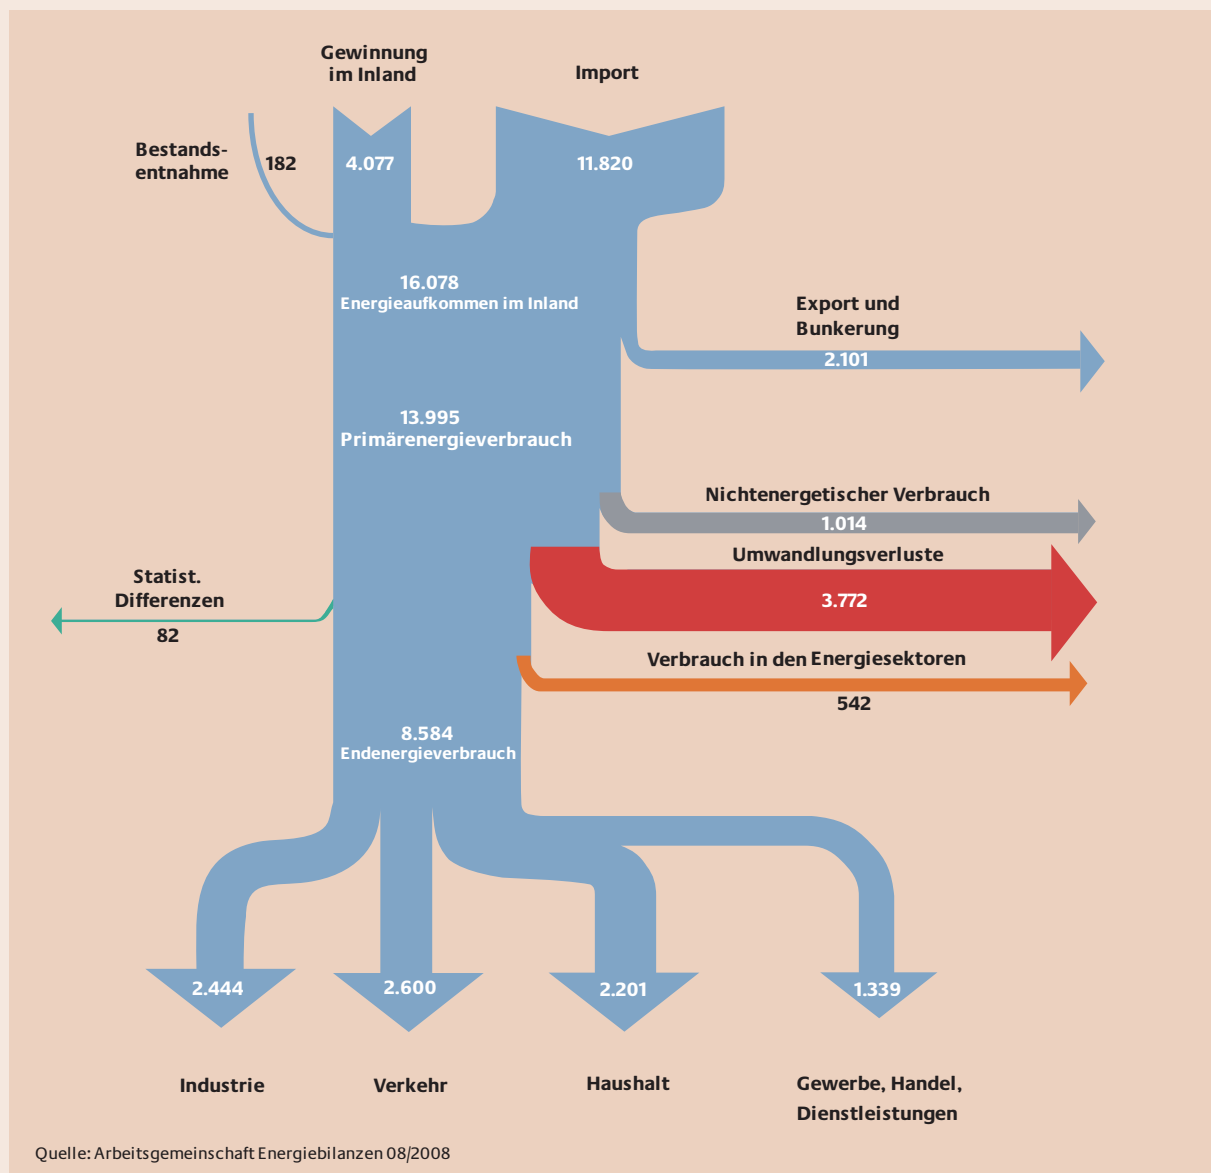 Gewinnung
im Inland
Import
Bestands-
entnahme
182
4.077
11.820
16.078
Energieaufkommen im Inland
Export und
Bunkerung
2.101
13.995
Primärenergieverbrauch
Nichtenergetischer Verbrauch
1.014
Umwandlungsverluste
3.772
Statist.
Differenzen
82
Verbrauch in den Energiesektoren
542
8.584
Endenergieverbrauch
2.444
2.600
2.201
1.339
Industrie
Verkehr
Haushalt
Gewerbe, Handel,
Dienstleistungen
Quelle: Arbeitsgemeinschaft Energiebilanzen 08/2008